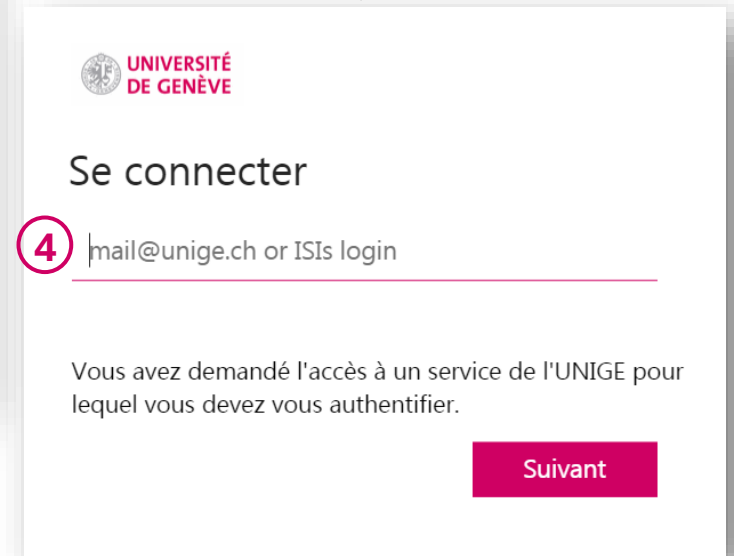 UNIVERSITÉ
DE GENÈVE
Se connecter
4
mail@unige.ch or ISIs login
Vous avez demandé l'accès à un service de l'UNIGE pour
lequel vous devez vous authentifier.
Suivant